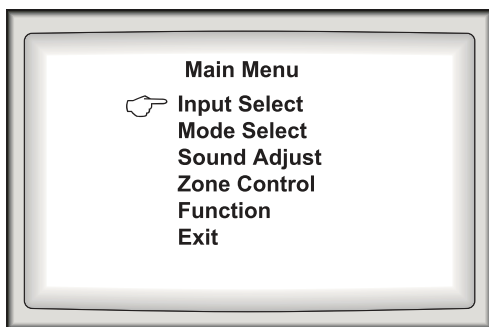 Main Menu
Input Select
Mode Select
Sound Adjust
Zone Control
Function
Exit